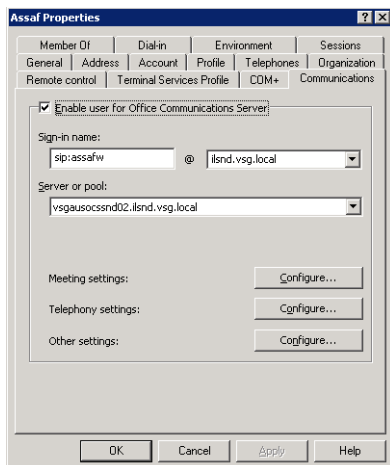 Assaf Properties
Member Of Dial-in Environment Sessions
General Address Account Profile Telephones Organization
Remote control Terminal Services Profile COM+ Communications
Enable user for Office Communications Server
Sign-in name:
sip:assafw @ ilsnd.vsg.local
Server or pool:
vsgausocssnd02.ilsnd.vsg.local
Meeting settings: Configure...
Telephony settings: Configure...
Other settings: Configure...
OK Cancel Apply Help